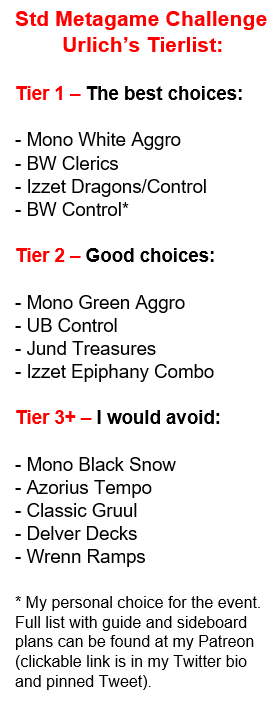 Std Metagame Challenge
Urlich’s Tierlist:
Tier 1 – The best choices:
- Mono White Aggro
- BW Clerics
- Izzet Dragons/Control
- BW Control*
Tier 2 – Good choices:
- Mono Green Aggro
- UB Control
- Jund Treasures
- Izzet Epiphany Combo
Tier 3+ – I would avoid:
- Mono Black Snow
- Azorius Tempo
- Classic Gruul
- Delver Decks
- Wrenn Ramps
* My personal choice for the event.
Full list with guide and sideboard
plans can be found at my Patreon
(clickable link is in my Twitter bio
and pinned Tweet).